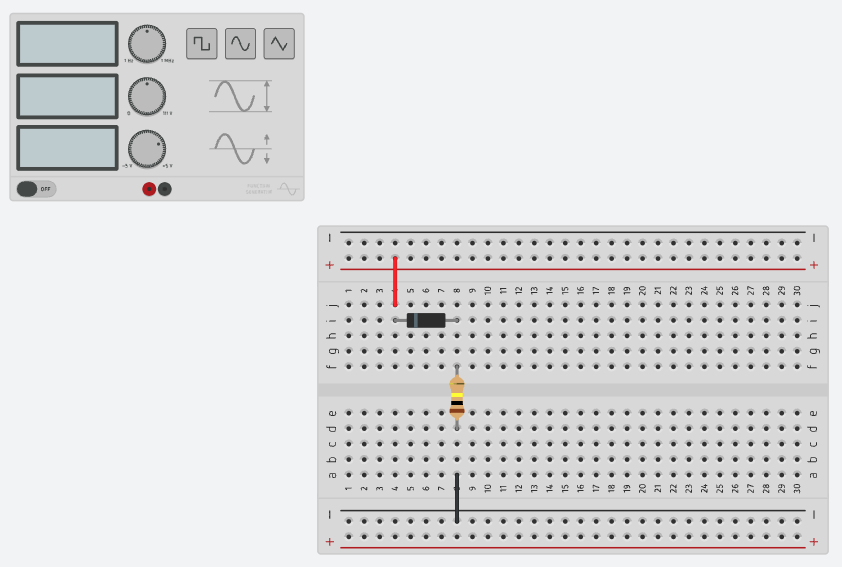 1 Hz 1 MHz
0 10 V
-5 V +5 V
OFF
FUNCTION
GENERATOR
− −
+ +
1 2 3 4 5 6 7 8 9 10 11 12 13 14 15 16 17 18 19 20 21 22 23 24 25 26 27 28 29 30
j j
i i
h h
g g
f f
e e
d d
c c
b b
a a
1 2 3 4 5 6 7 8 9 10 11 12 13 14 15 16 17 18 19 20 21 22 23 24 25 26 27 28 29 30
− −
+ +